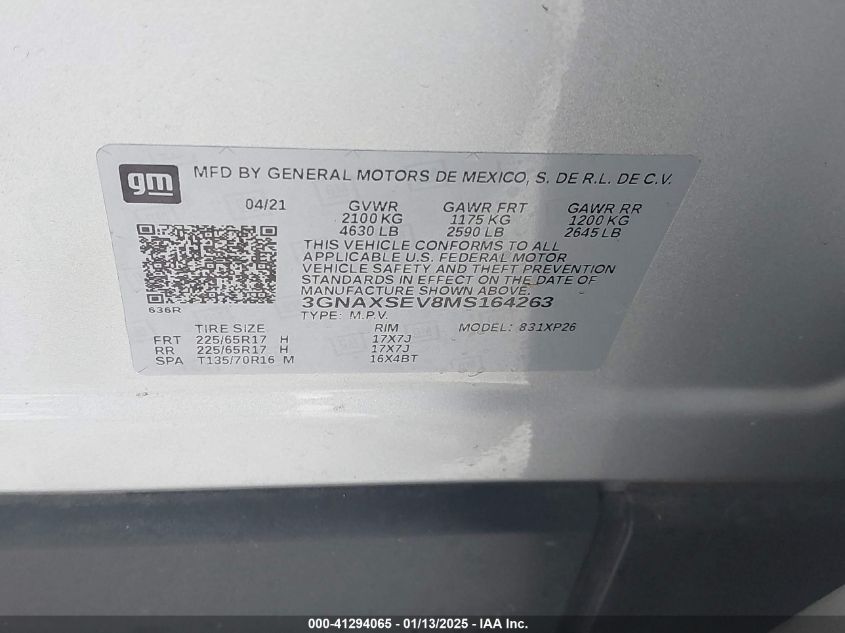 gm
MFD BY GENERAL MOTORS DE MEXICO, S. DE R.L. DE C.V.
04/21 GVWR GAWR FRT GAWR RR
2100 KG 1175 KG 1200 KG
4630 LB 2590 LB 2645 LB
THIS VEHICLE CONFORMS TO ALL
APPLICABLE U.S. FEDERAL MOTOR
VEHICLE SAFETY AND THEFT PREVENTION
STANDARDS IN EFFECT ON THE DATE OF
MANUFACTURE SHOWN ABOVE.
3GNAXSEV8MS164263
636R
TYPE: M.P.V.
TIRE SIZE RIM MODEL: 831XP26
FRT 225/65R17 H 17X7J
RR 225/65R17 H 17X7J
SPA T135/70R16 M 16X4BT
000-41294065 - 01/13/2025 - IAA Inc.